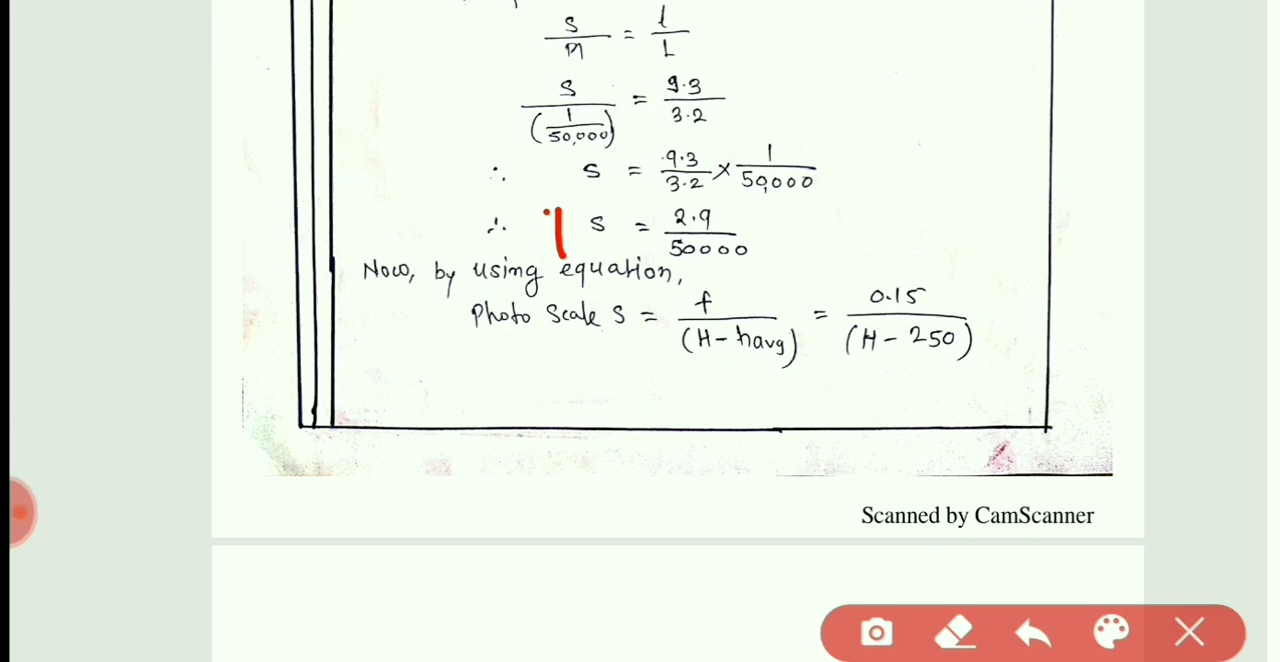 S/m = l/L
S/(1/50,000) = 9.3/3.2
∴ S = 9.3/3.2 × 1/50,000
∴ S = 2.9/50000
Now, by using equation,
Photo Scale S = f/(H - havg) = 0.15/(H - 250)
Scanned by CamScanner